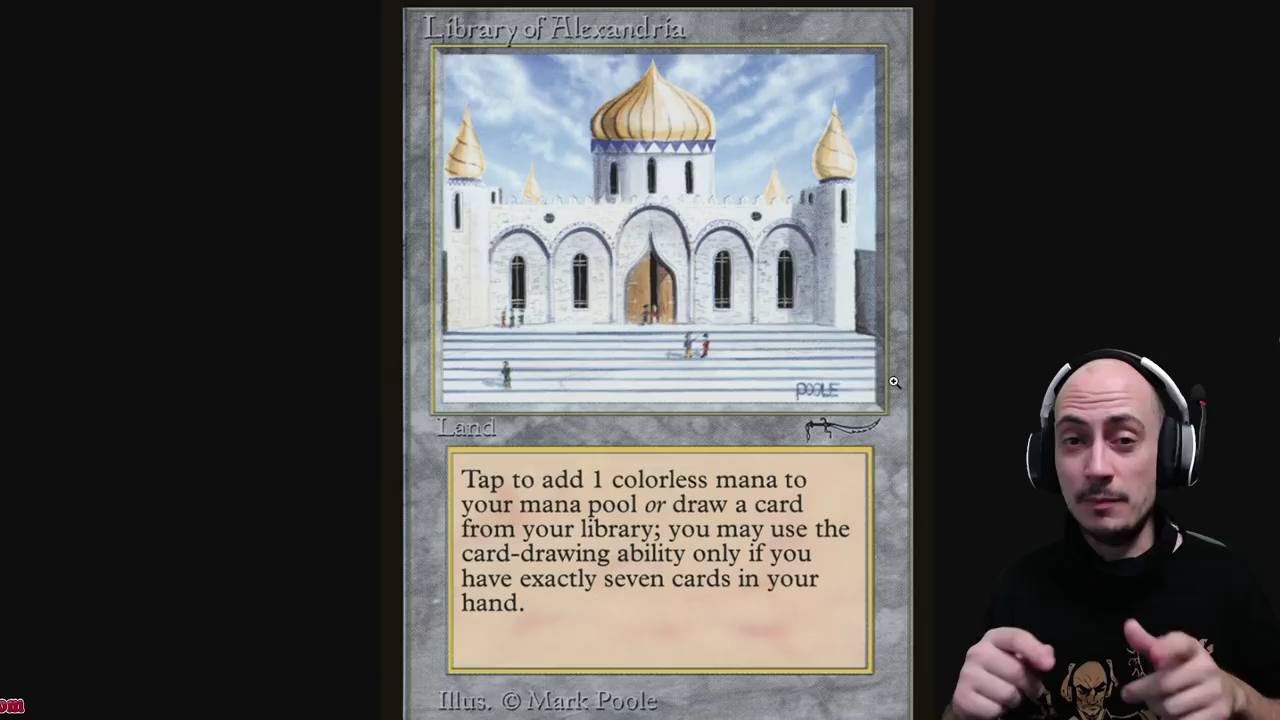 Library of Alexandria
POOLE
Land
Tap to add 1 colorless mana to
your mana pool or draw a card
from your library; you may use the
card-drawing ability only if you
have exactly seven cards in your
hand.
Illus. © Mark Poole
om